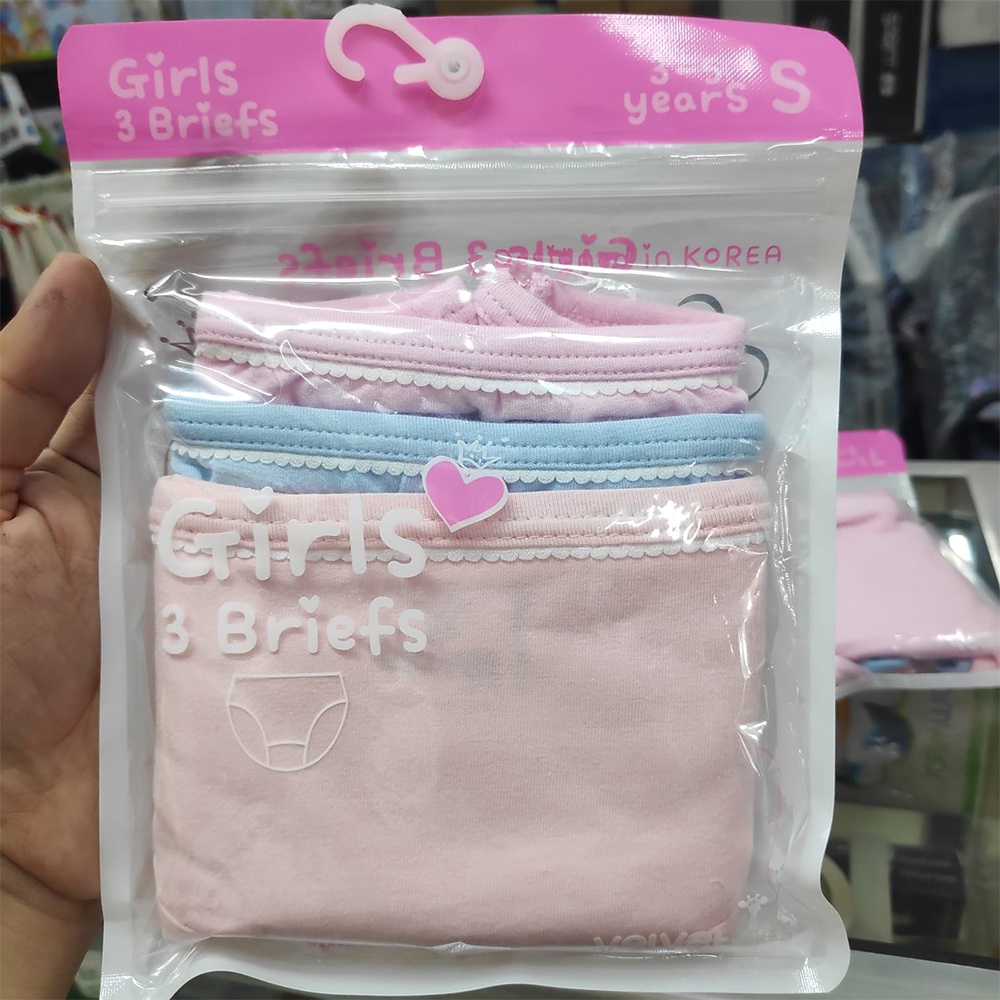 Girls
3 Briefs
years S
in KOREA
Girls
3 Briefs
L